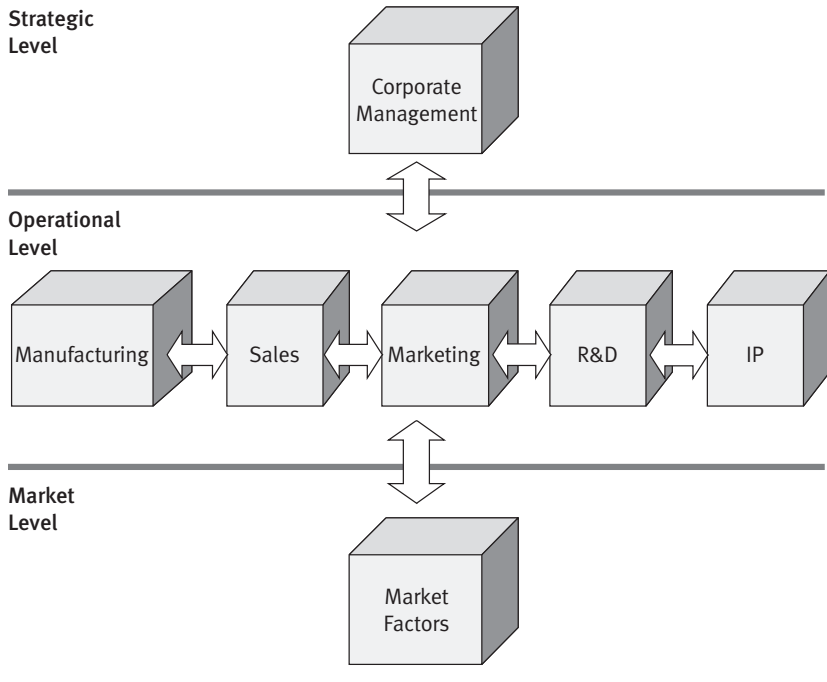 Strategic
Level
Corporate
Management
Operational
Level
Manufacturing
Sales
Marketing
R&D
IP
Market
Level
Market
Factors